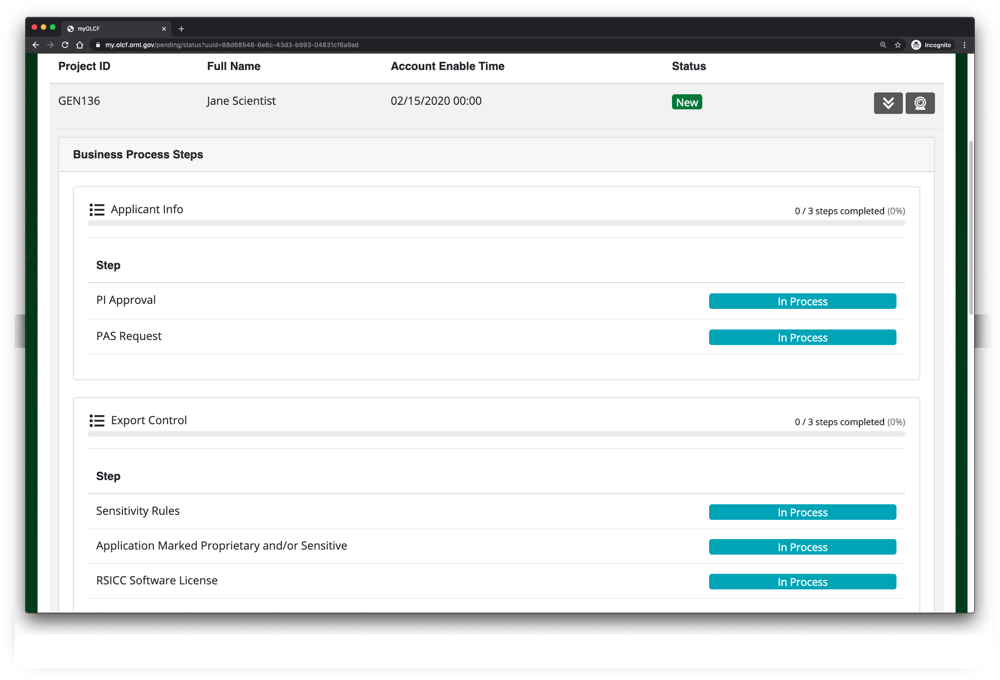 myOLCF
my.olcf.ornl.gov/pending/status?uuid=88d68548-6e6c-43d3-b993-04831cf6a9ad
Incognito
Project ID Full Name Account Enable Time Status
GEN136 Jane Scientist 02/15/2020 00:00 New
Business Process Steps
Applicant Info 0 / 3 steps completed (0%)
Step
PI Approval In Process
PAS Request In Process
Export Control 0 / 3 steps completed (0%)
Step
Sensitivity Rules In Process
Application Marked Proprietary and/or Sensitive In Process
RSICC Software License In Process